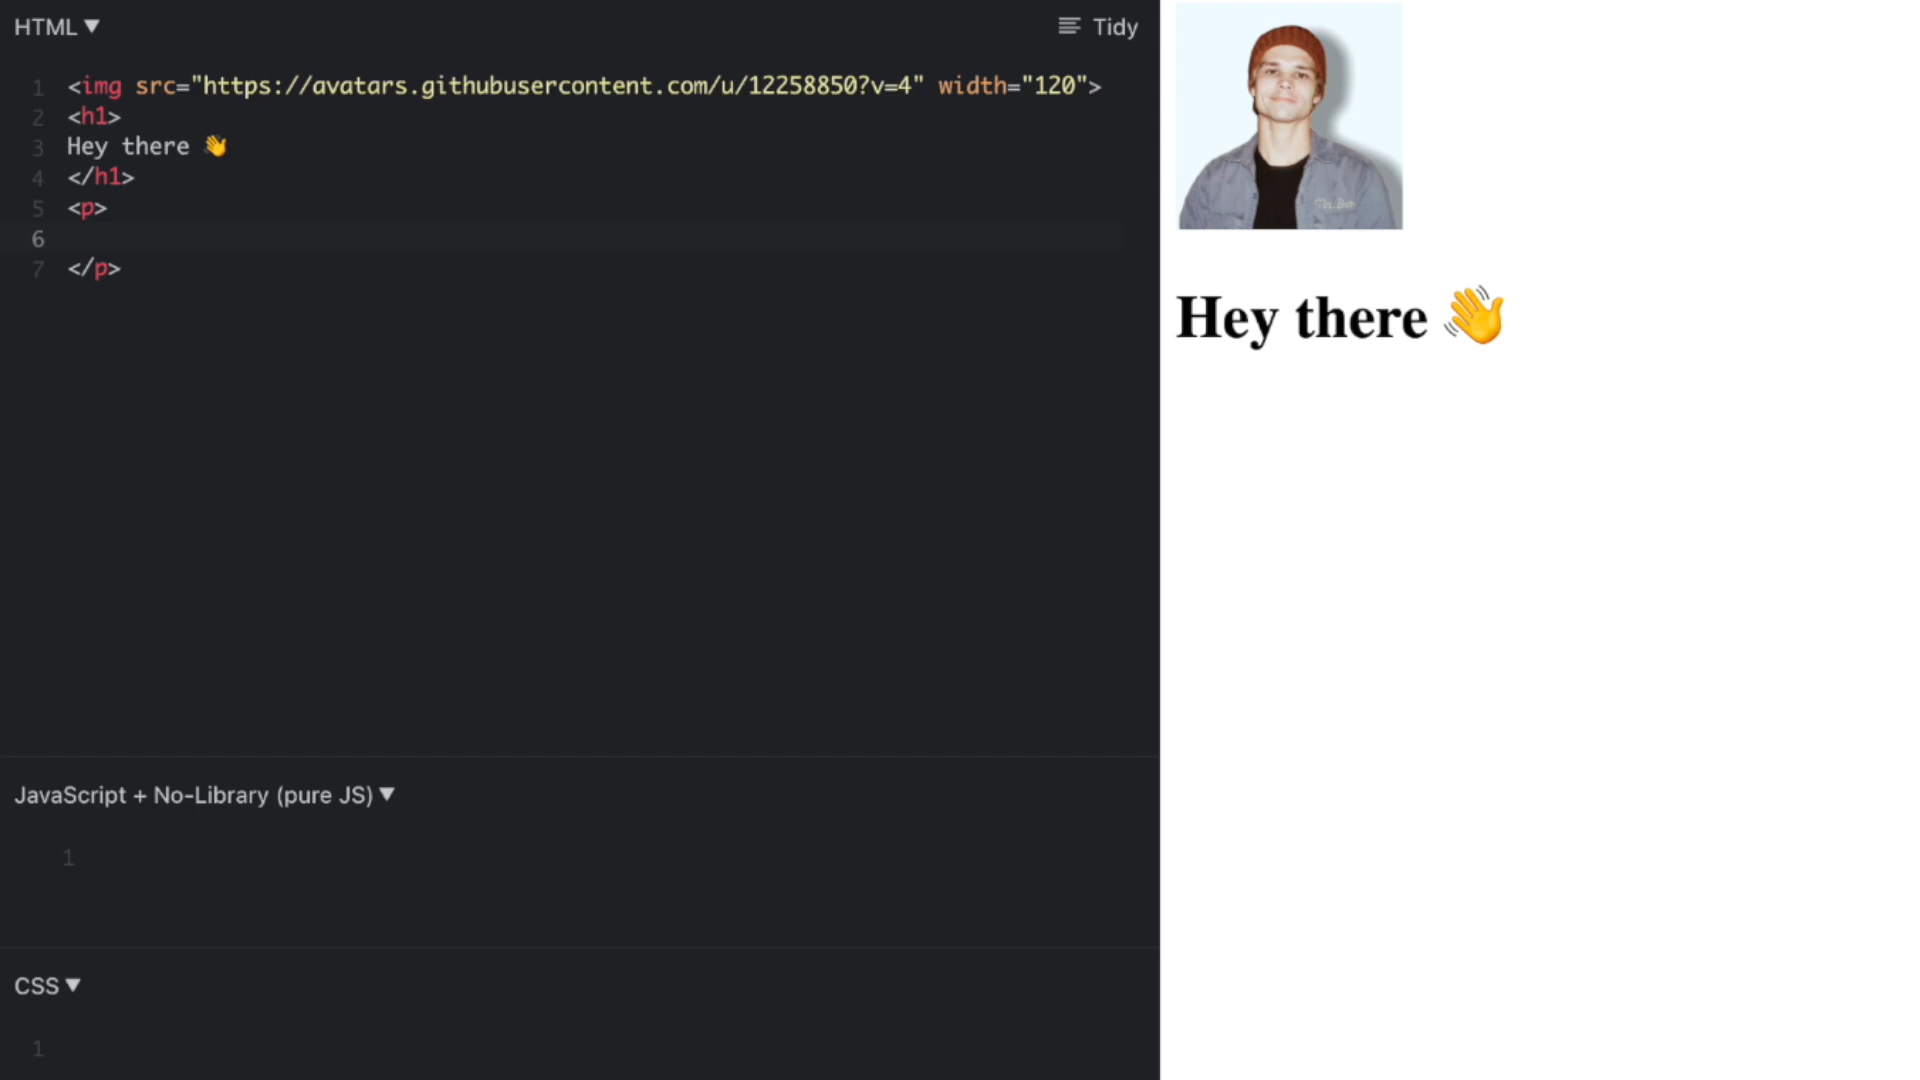 HTML ▼
Tidy
1 <img src="https://avatars.githubusercontent.com/u/12258850?v=4" width="120">
2 <h1>
3 Hey there 👋
4 </h1>
5 <p>
6
7 </p>
JavaScript + No-Library (pure JS) ▼
1
CSS ▼
1
Hey there 👋